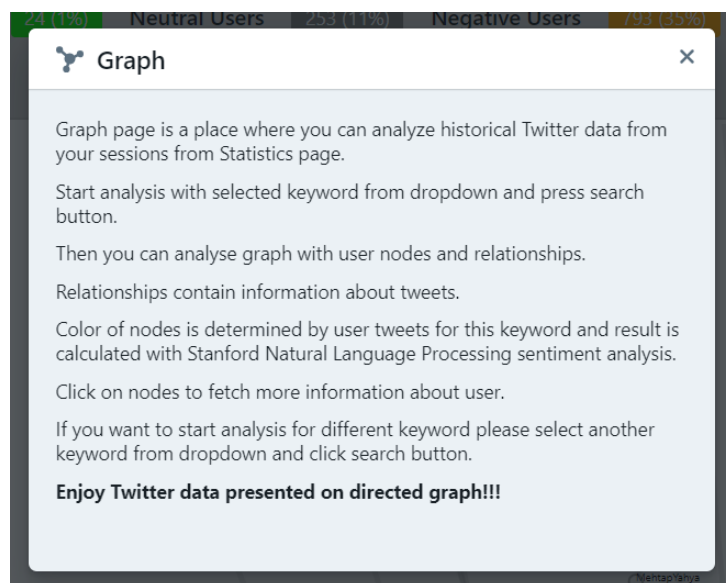 24 (1%) Neutral Users 253 (11%) Negative Users 793 (35%)
Graph
Graph page is a place where you can analyze historical Twitter data from
your sessions from Statistics page.
Start analysis with selected keyword from dropdown and press search
button.
Then you can analyse graph with user nodes and relationships.
Relationships contain information about tweets.
Color of nodes is determined by user tweets for this keyword and result is
calculated with Stanford Natural Language Processing sentiment analysis.
Click on nodes to fetch more information about user.
If you want to start analysis for different keyword please select another
keyword from dropdown and click search button.
Enjoy Twitter data presented on directed graph!!!
MehtapYanya